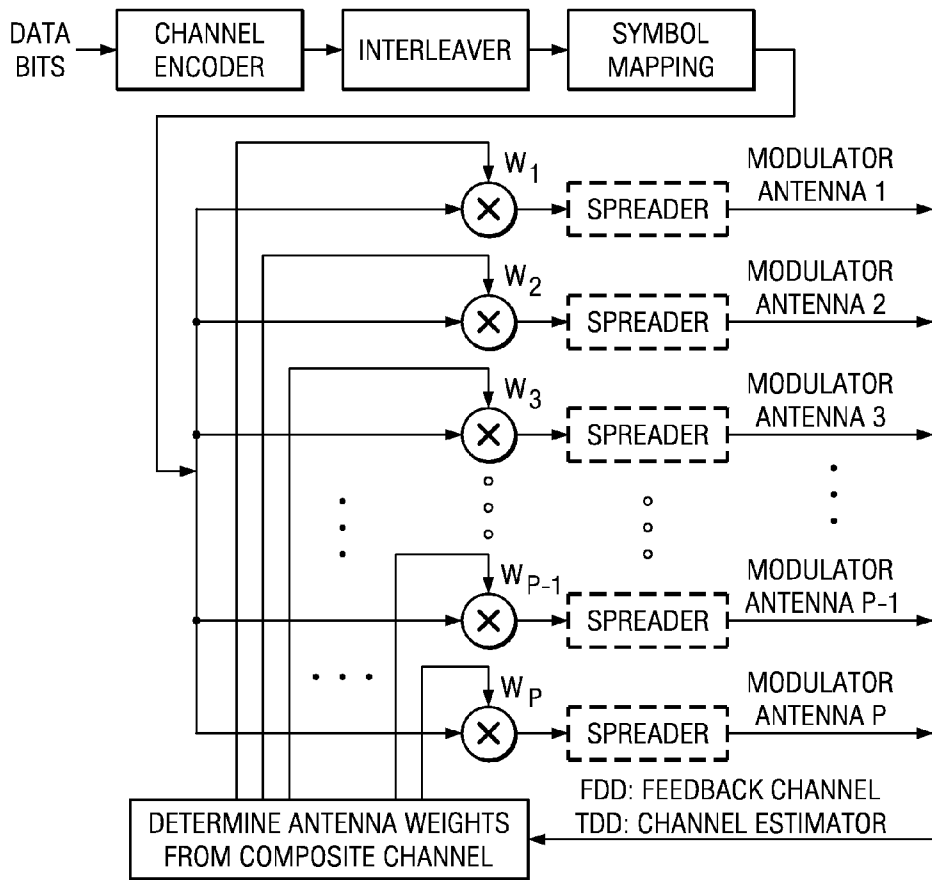 DATA
BITS
CHANNEL
ENCODER
INTERLEAVER
SYMBOL
MAPPING
W1
SPREADER
MODULATOR
ANTENNA 1
W2
SPREADER
MODULATOR
ANTENNA 2
W3
SPREADER
MODULATOR
ANTENNA 3
WP-1
SPREADER
MODULATOR
ANTENNA P-1
WP
SPREADER
MODULATOR
ANTENNA P
DETERMINE ANTENNA WEIGHTS
FROM COMPOSITE CHANNEL
FDD: FEEDBACK CHANNEL
TDD: CHANNEL ESTIMATOR